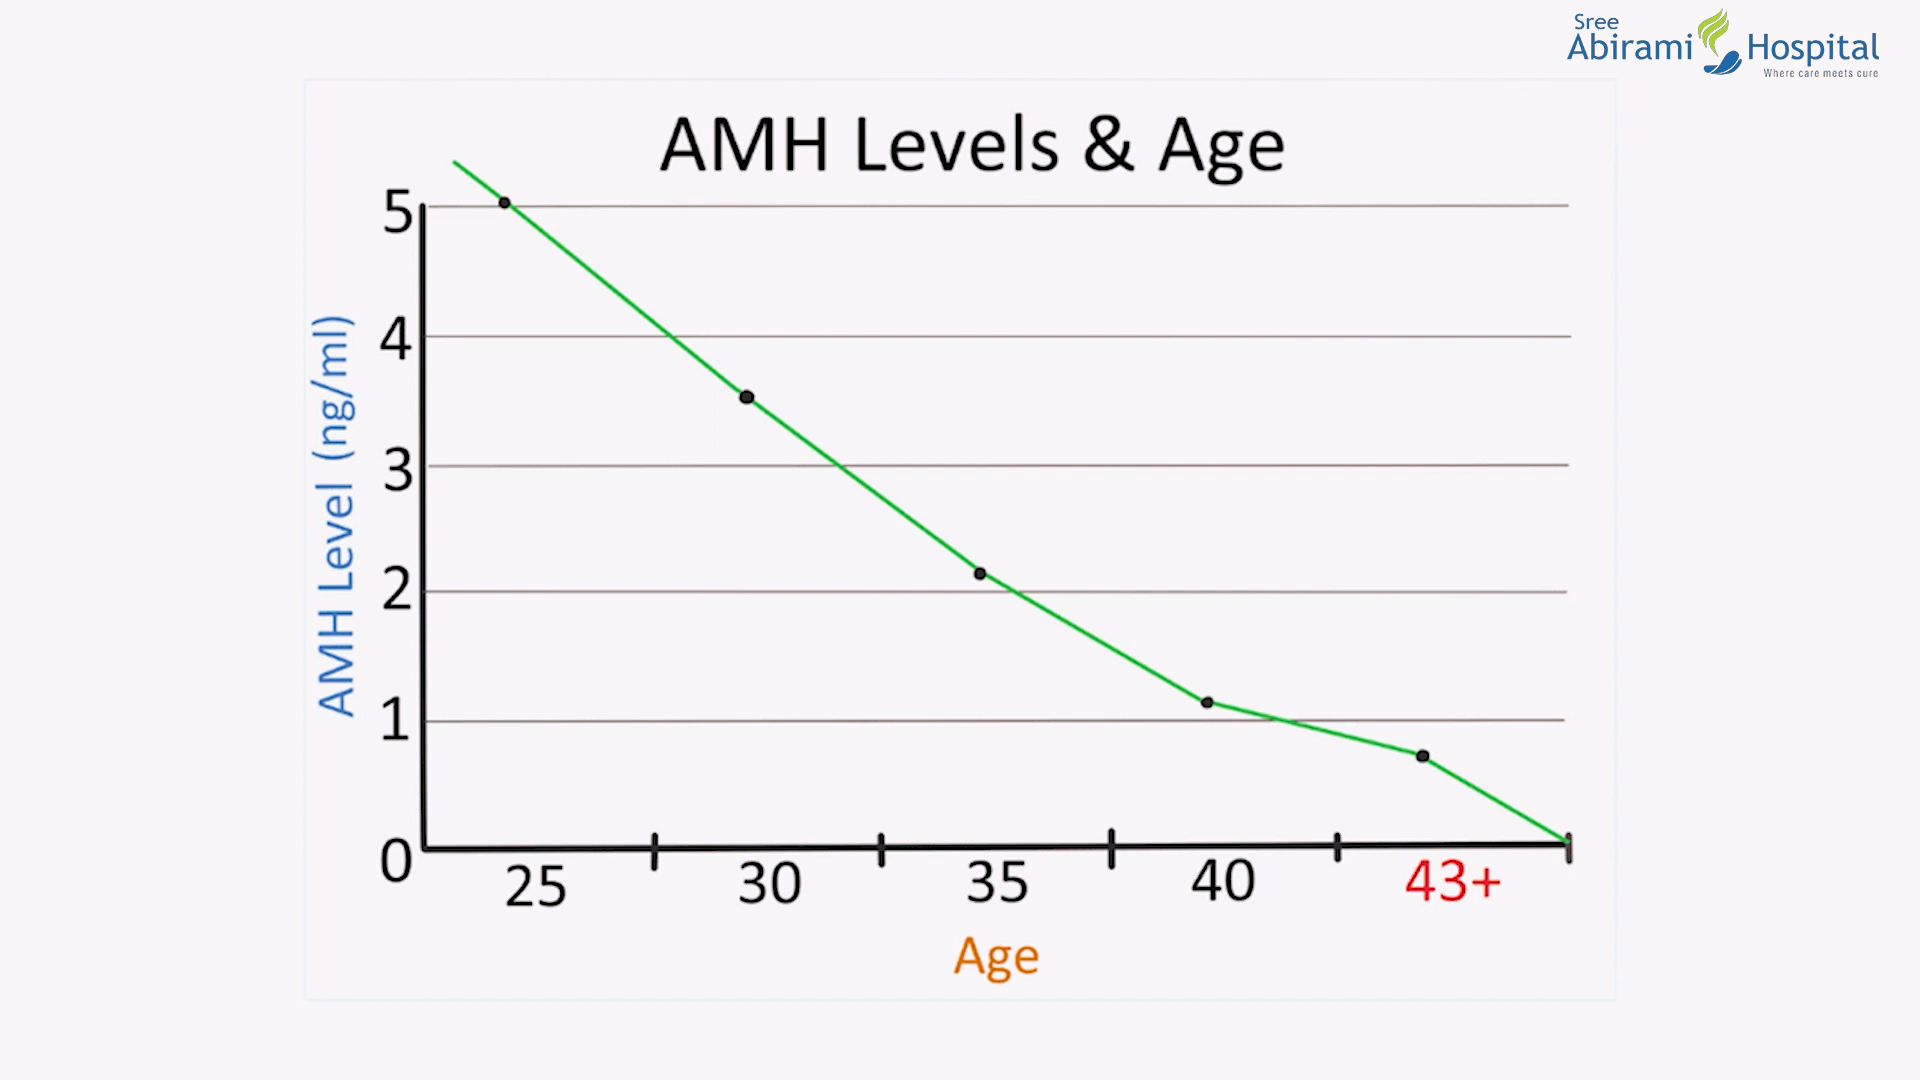 Sree
Abirami Hospital
Where care meets cure
AMH Levels & Age
5
4
3
2
1
0
AMH Level (ng/ml)
25 30 35 40 43+
Age